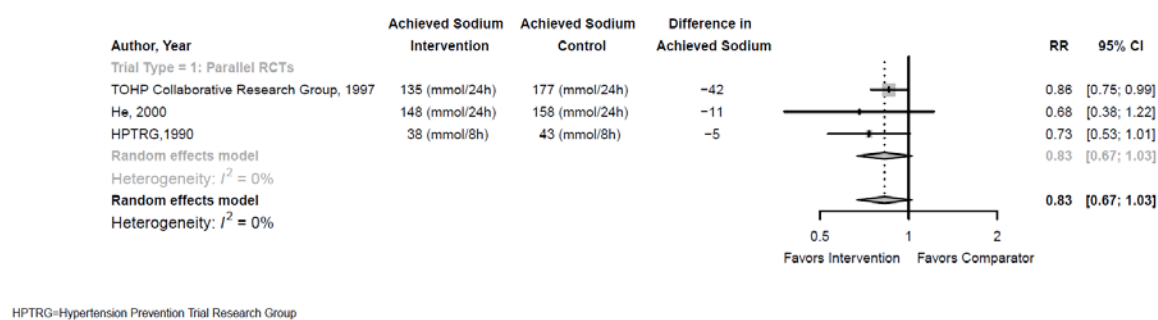 Achieved Sodium Achieved Sodium Difference in
Author, Year Intervention Control Achieved Sodium RR 95% CI
Trial Type = 1: Parallel RCTs
TOHP Collaborative Research Group, 1997 135 (mmol/24h) 177 (mmol/24h) −42 0.86 [0.75; 0.99]
He, 2000 148 (mmol/24h) 158 (mmol/24h) −11 0.68 [0.38; 1.22]
HPTRG,1990 38 (mmol/8h) 43 (mmol/8h) −5 0.73 [0.53; 1.01]
Random effects model 0.83 [0.67; 1.03]
Heterogeneity: I² = 0%
Random effects model 0.83 [0.67; 1.03]
Heterogeneity: I² = 0%
0.5 1 2
Favors Intervention Favors Comparator
HPTRG=Hypertension Prevention Trial Research Group